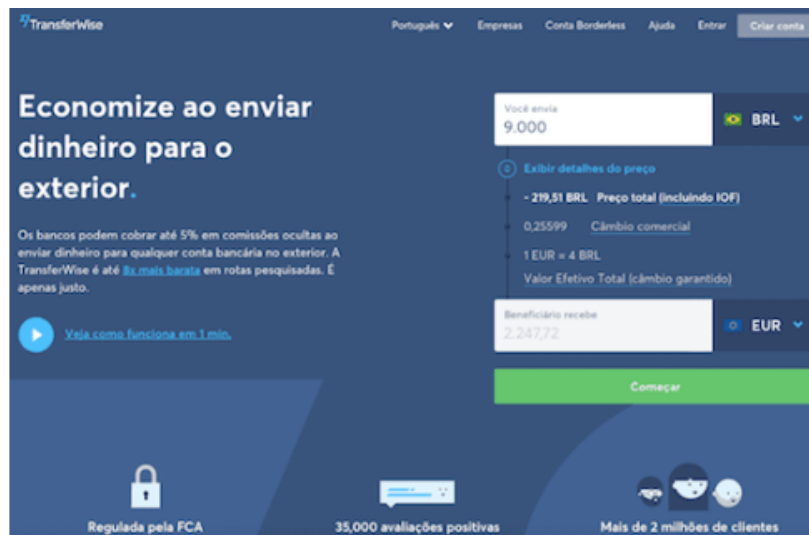 TransferWise
Português Empresas Conta Borderless Ajuda Entrar Criar conta
Economize ao enviar
dinheiro para o
exterior.
Os bancos podem cobrar até 5% em comissões ocultas ao
enviar dinheiro para qualquer conta bancária no exterior. A
TransferWise é até 8x mais barata em rotas pesquisadas. É
apenas justo.
Veja como funciona em 1 min.
Você envia
9.000
BRL
Exibir detalhes do preço
- 219,51 BRL Preço total (incluindo IOF)
0,25599 Câmbio comercial
1 EUR = 4 BRL
Valor Efetivo Total (câmbio garantido)
Beneficiário recebe
2.247,72
EUR
Começar
Regulada pela FCA
35,000 avaliações positivas
Mais de 2 milhões de clientes